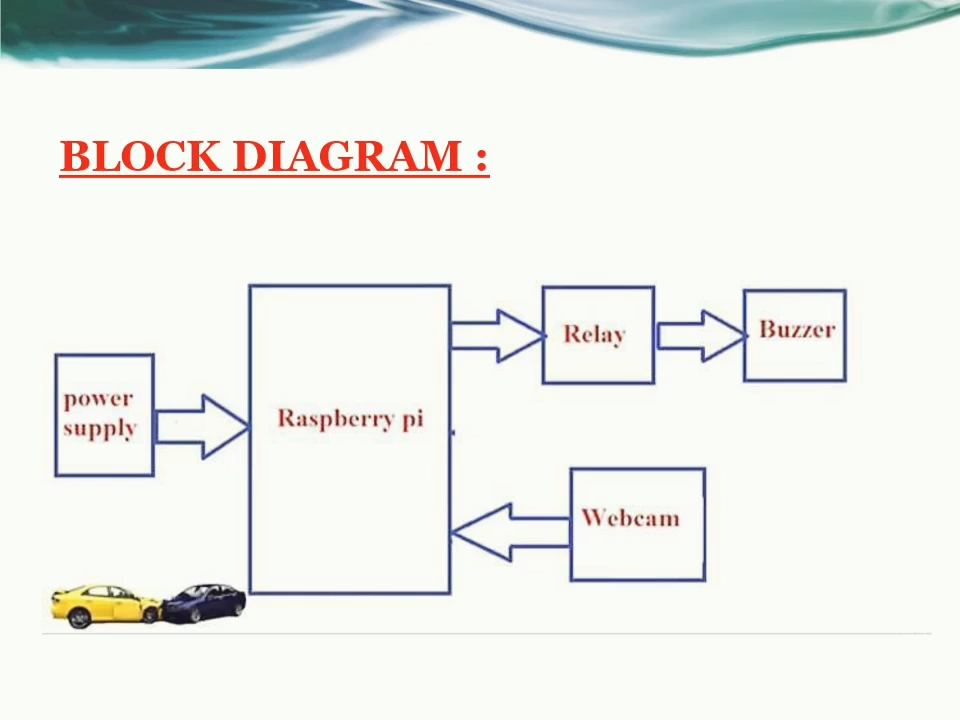 BLOCK DIAGRAM :
power
supply
Raspberry pi
Relay
Buzzer
Webcam